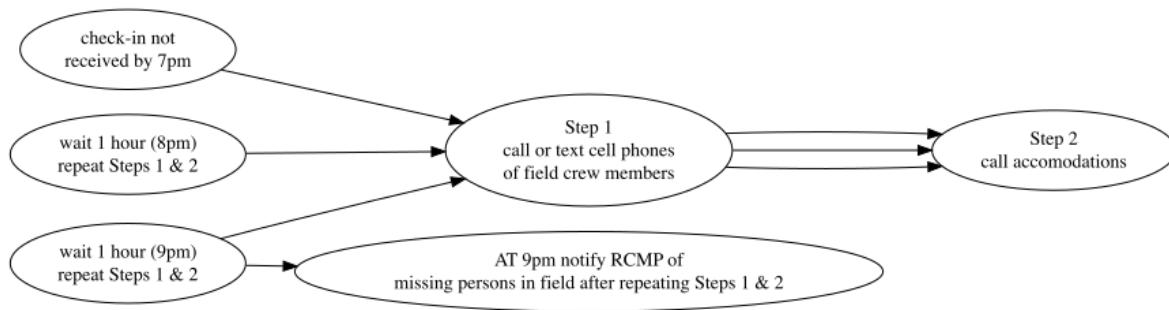 check-in not
received by 7pm
wait 1 hour (8pm)
repeat Steps 1 & 2
wait 1 hour (9pm)
repeat Steps 1 & 2
Step 1
call or text cell phones
of field crew members
AT 9pm notify RCMP of
missing persons in field after repeating Steps 1 & 2
Step 2
call accomodations